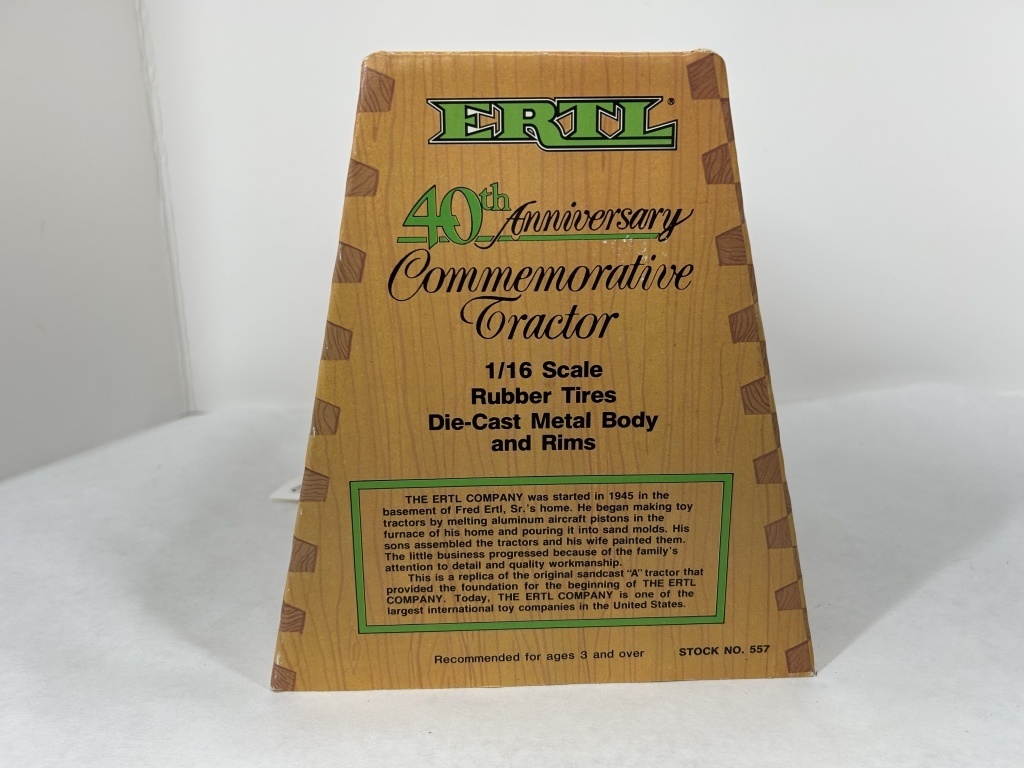 ERTL®
40th Anniversary
Commemorative
Tractor
1/16 Scale
Rubber Tires
Die-Cast Metal Body
and Rims
THE ERTL COMPANY was started in 1945 in the
basement of Fred Ertl, Sr.'s home. He began making toy
tractors by melting aluminum aircraft pistons in the
furnace of his home and pouring it into sand molds. His
sons assembled the tractors and his wife painted them.
The little business progressed because of the family's
attention to detail and quality workmanship.
This is a replica of the original sandcast "A" tractor that
provided the foundation for the beginning of THE ERTL
COMPANY. Today, THE ERTL COMPANY is one of the
largest international toy companies in the United States.
Recommended for ages 3 and over STOCK NO. 557